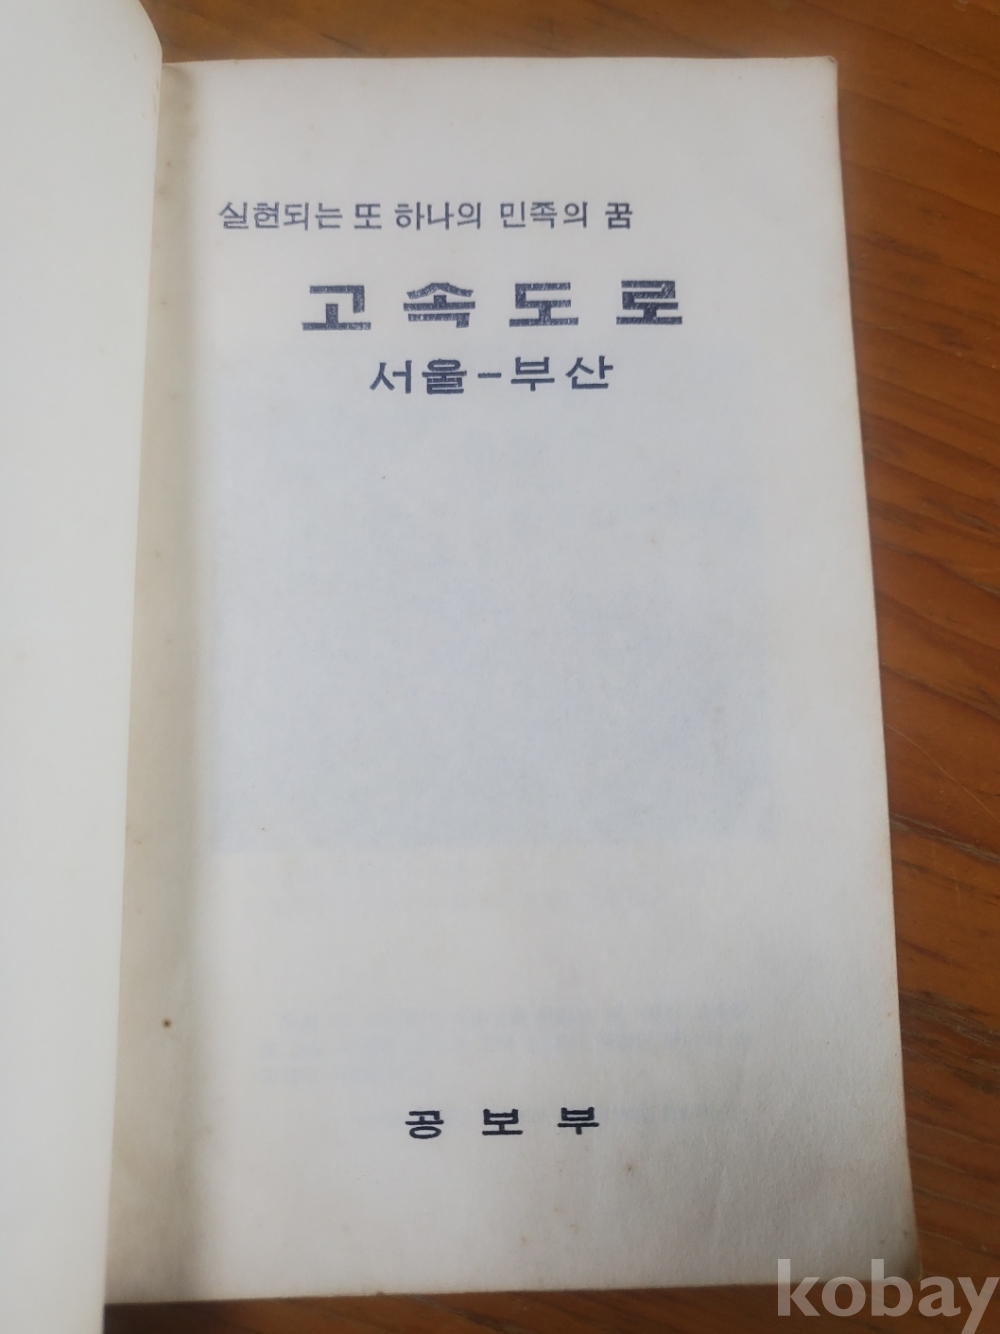 실현되는 또 하나의 민족의 꿈
고속도로
서울-부산
공보부
kobay